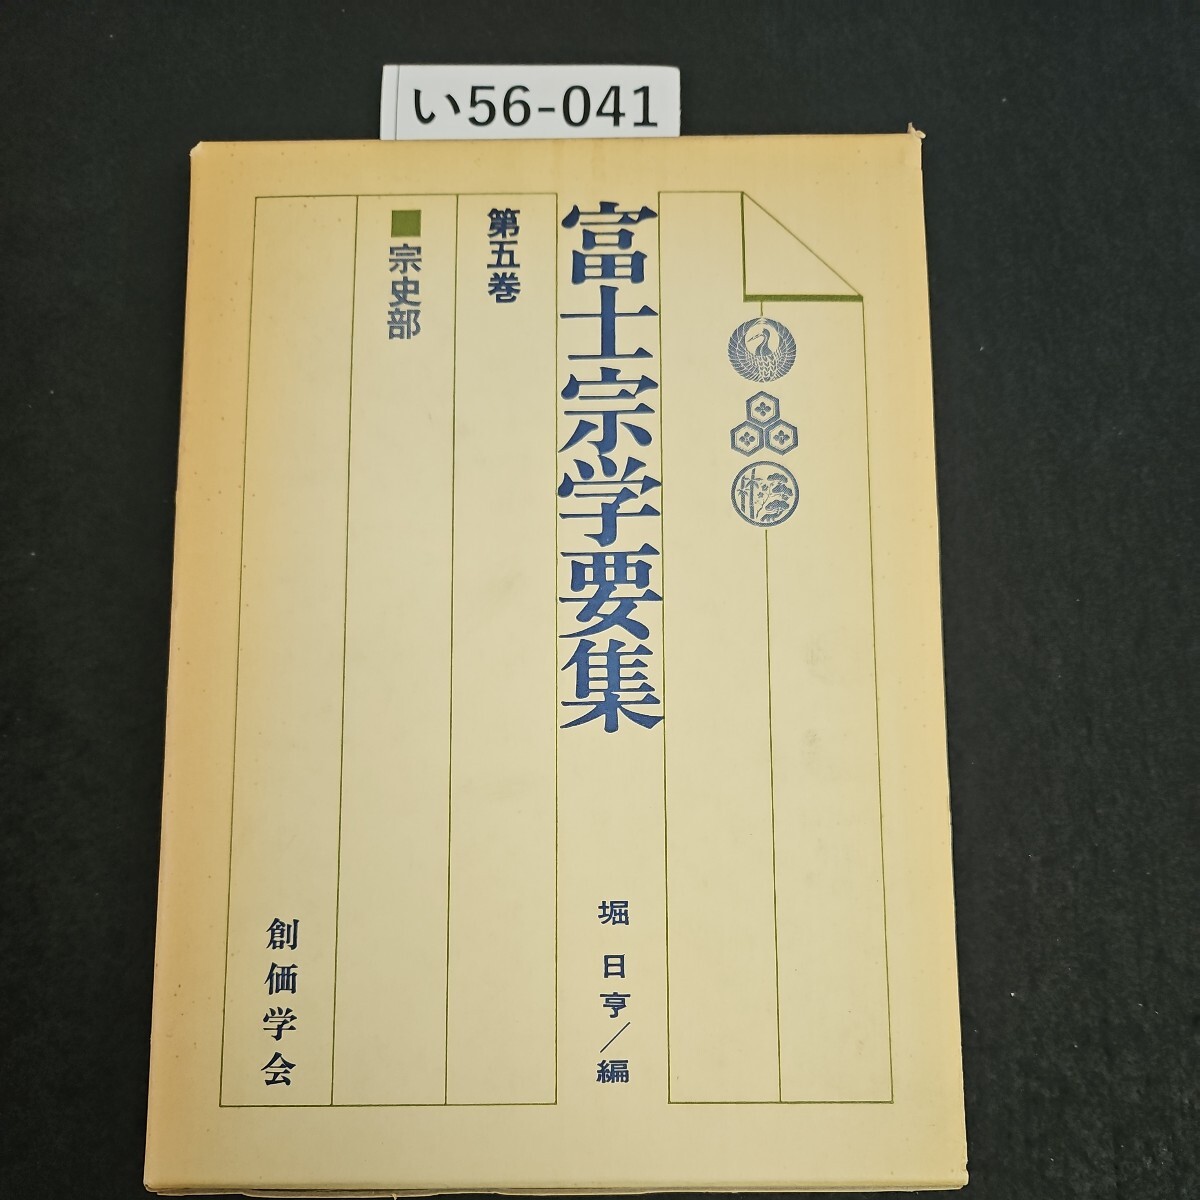 い56-041
富士宗学要集
堀日亨/編
第五巻
■宗史部
創価学会